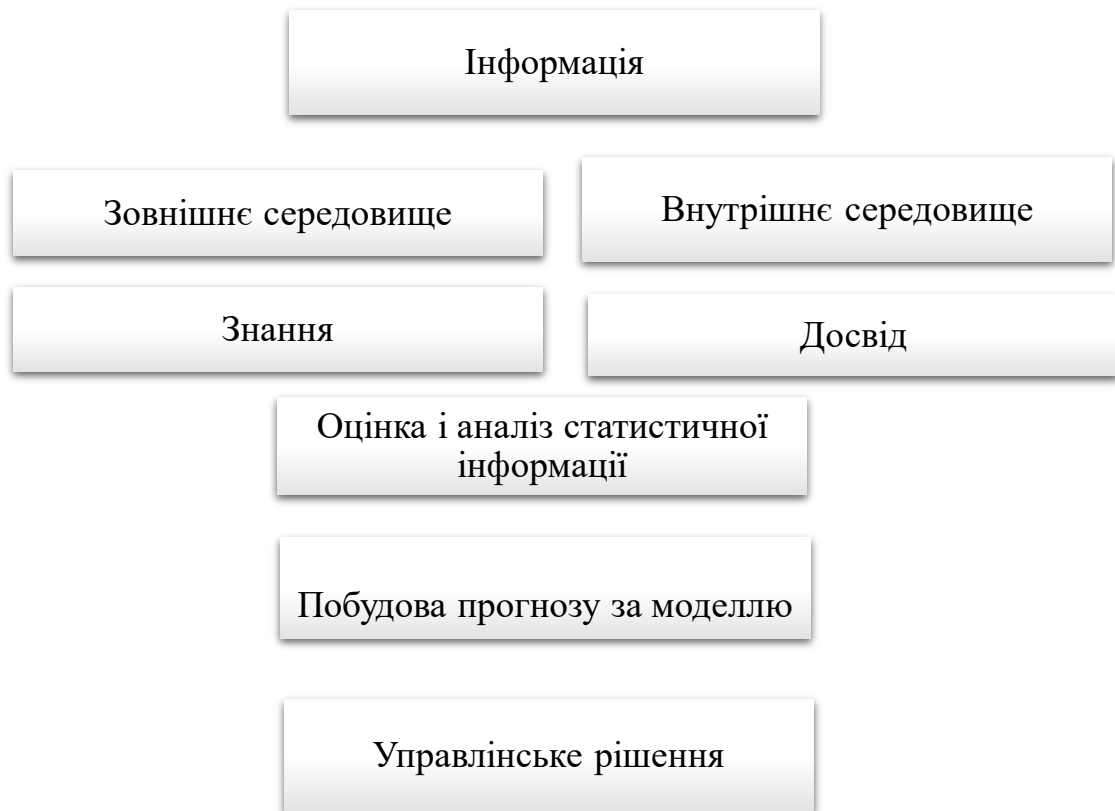 Інформація
Зовнішнє середовище
Внутрішнє середовище
Знання
Досвід
Оцінка і аналіз статистичної
інформації
Побудова прогнозу за моделлю
Управлінське рішення